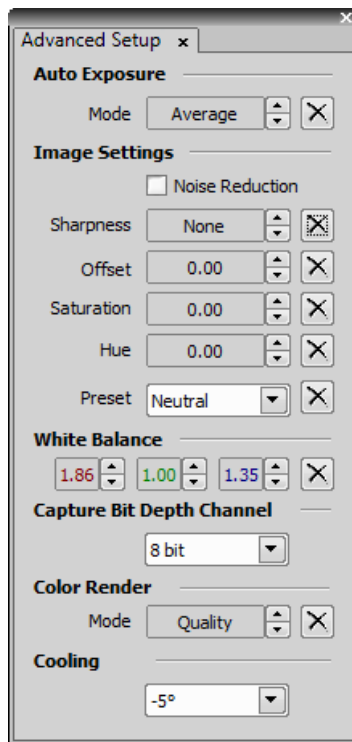 Advanced Setup
Auto Exposure
Mode Average
Image Settings
Noise Reduction
Sharpness None
Offset 0.00
Saturation 0.00
Hue 0.00
Preset Neutral
White Balance
1.86 1.00 1.35
Capture Bit Depth Channel
8 bit
Color Render
Mode Quality
Cooling
-5°